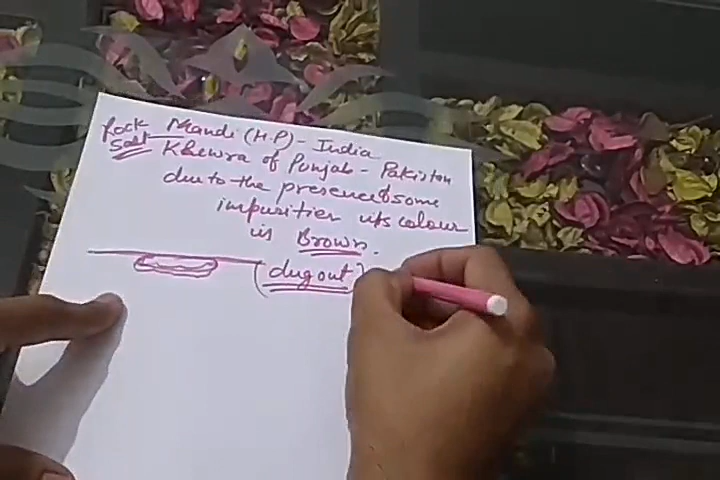 Rock Mandi (H.P) - India
Salt Khewra of Punjab - Pakistan
due to the presence of some
impurities its colour
is Brown.
(dug out)